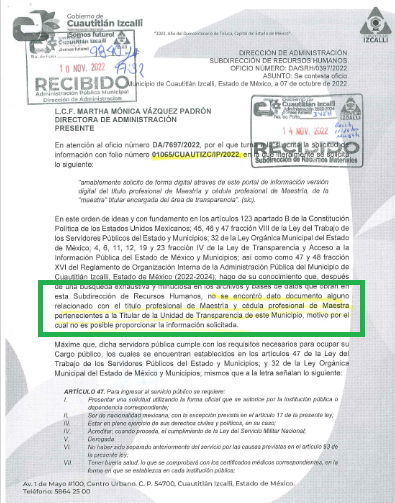 Gobierno de
Cuautitlán Izcalli
Somos futuro!
"2022. Año del Quincentenario de Toluca, Capital del Estado de México".
IZCALLI
DIRECCIÓN DE ADMINISTRACIÓN
SUBDIRECCIÓN DE RECURSOS HUMANOS
OFICIO NÚMERO: DA/SRH/0397/2022
ASUNTO: Se contesta oficio
Municipio de Cuautitlán Izcalli, Estado de México, a 07 de octubre de 2022
10 NOV. 2022
RECIBIDO
Administración Pública Municipal
Dirección de Administración
L.C.F. MARTHA MÓNICA VÁZQUEZ PADRÓN
DIRECTORA DE ADMINISTRACIÓN
PRESENTE
Cuautitlán Izcalli
14 NOV. 2022
Subdirección de Recursos Materiales
En atención al oficio número DA/7697/2022, por el que
información con folio número 01065/CUAUTIZC/IP/2022, en
lo siguiente:
"amablemente solicito de forma digital através de este portal de información versión
digital del título profesional de Maestría y cédula profesional de Maestría, de la
"maestra" titular encargada del área de transparencia". (sic).
En este orden de ideas y con fundamento en los artículos 123 apartado B de la Constitución
Política de los Estados Unidos Mexicanos; 45, 46 y 47 fracción VIII de la Ley del Trabajo de
los Servidores Públicos del Estado y Municipios; 32 de la Ley Orgánica Municipal del Estado
de México; 4, 6, 11, 12, 19 y 23 fracción IV de la Ley de Transparencia y Acceso a la
Información Pública del Estado de México y Municipios; así como como 47 y 48
fracción XVI del Reglamento de Organización Interna de la Administración Pública del Municipio de
Cuautitlán Izcalli, Estado de México (2022-2024); hago de su conocimiento que, después
de una búsqueda exhaustiva y minuciosa en los archivos y bases de datos que obran en
esta Subdirección de Recursos Humanos, no se encontró dato documento alguno
relacionado con el título profesional de Maestría y cédula profesional de Maestra
pertenecientes a la Titular de la Unidad de Transparencia de este Municipio, motivo por el
cual no es posible proporcionar la información solicitada.
Máxime que, dicha servidora pública cumple con los requisitos necesarios para ocupar su
Cargo público, los cuales se encuentran establecidos en los artículos 47 de la Ley del
Trabajo de los Servidores Públicos del Estado y Municipios; y 32 de la Ley Orgánica
Municipal del Estado de México y Municipios; mismos que a la letra señalan lo siguiente:
ARTÍCULO 47. Para ingresar al servicio público se requiere:
I. Presentar una solicitud utilizando la forma oficial que se autorice por la institución pública o
dependencia correspondiente;
II. Ser de nacionalidad mexicana, con la excepción prevista en el artículo 17 de la presente ley;
III. Estar en pleno ejercicio de sus derechos civiles y políticos, en su caso;
IV. Acreditar, cuando proceda, el cumplimiento de la Ley del Servicio Militar Nacional;
V. Derogada.
VI. No haber sido separado anteriormente del servicio por las causas previstas en el artículo 93 de
la presente ley;
VII. Tener buena salud, lo que se comprobará con los certificados médicos correspondientes, en la
forma en que se establezca en cada institución pública;
Av. 1 de Mayo #100, Centro Urbano. C. P. 54700, Cuautitlán Izcalli, Estado de México.
Teléfono: 5864 25 00